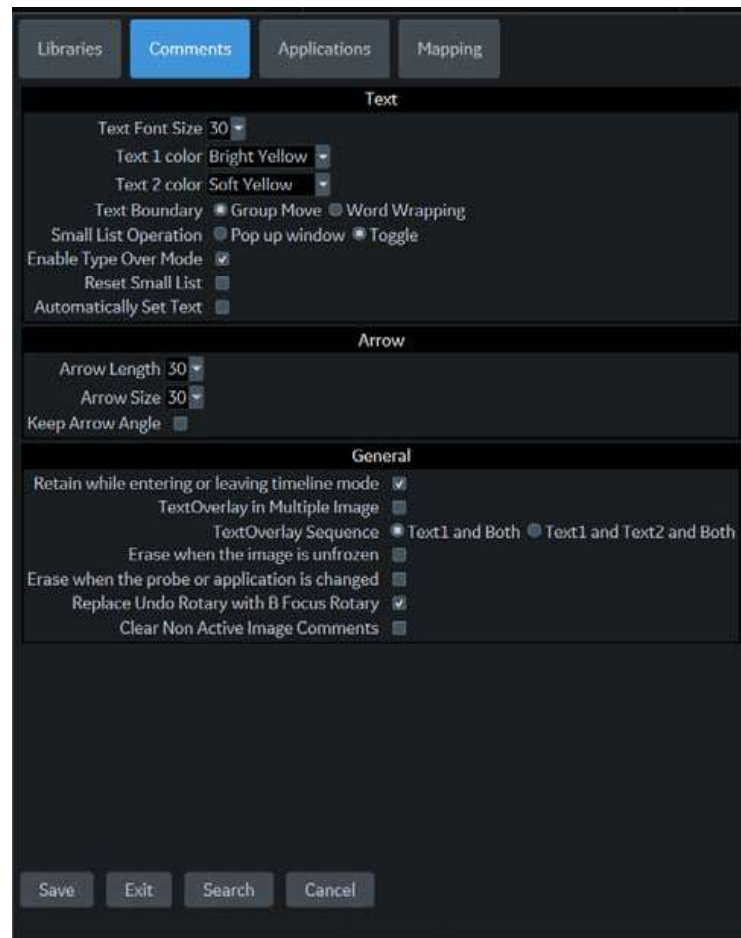 Libraries Comments Applications Mapping
Text
Text Font Size 30
Text 1 color Bright Yellow
Text 2 color Soft Yellow
Text Boundary Group Move Word Wrapping
Small List Operation Pop up window Toggle
Enable Type Over Mode
Reset Small List
Automatically Set Text
Arrow
Arrow Length 30
Arrow Size 30
Keep Arrow Angle
General
Retain while entering or leaving timeline mode
TextOverlay in Multiple Image
TextOverlay Sequence Text1 and Both Text1 and Text2 and Both
Erase when the image is unfrozen
Erase when the probe or application is changed
Replace Undo Rotary with B Focus Rotary
Clear Non Active Image Comments
Save Exit Search Cancel